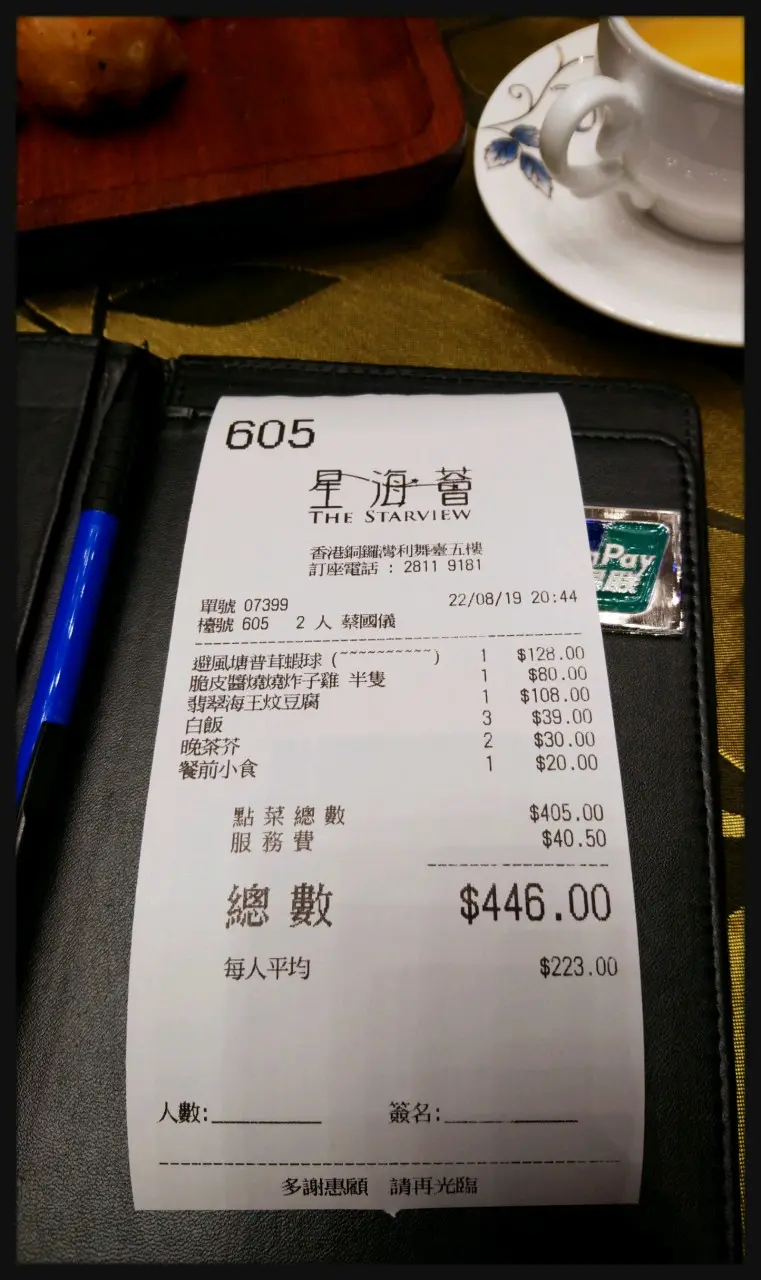 605
星海薈
THE STARVIEW
香港銅鑼灣利舞臺五樓
訂座電話 : 2811 9181
單號 07399 22/08/19 20:44
檯號 605 2 人 蔡國儀
避風塘普茸蝦球 (~~~~~~~~~~) 1 $128.00
脆皮醬燒燒炸子雞 半隻 1 $80.00
翡翠海王炆豆腐 1 $108.00
白飯 3 $39.00
晚茶芥 2 $30.00
餐前小食 1 $20.00
點菜總數 $405.00
服務費 $40.50
總數 $446.00
每人平均 $223.00
人數:__________ 簽名:____________
多謝惠顧 請再光臨
Pay